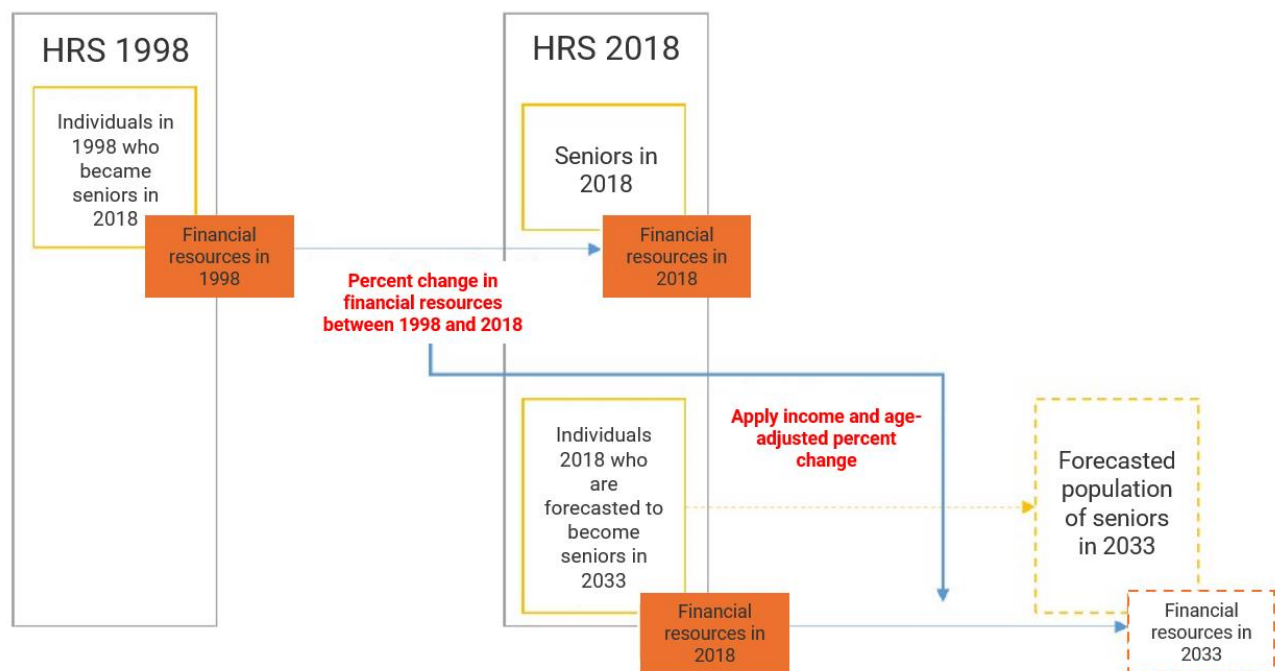 HRS 1998
Individuals in
1998 who
became
seniors in
2018
Financial
resources in
1998
HRS 2018
Seniors in
2018
Financial
resources in
2018
Percent change in
financial resources
between 1998 and 2018
Apply income and age-
adjusted percent
change
Individuals
2018 who
are
forecasted to
become
seniors in
2033
Financial
resources in
2018
Forecasted
population
of seniors
in 2033
Financial
resources in
2033